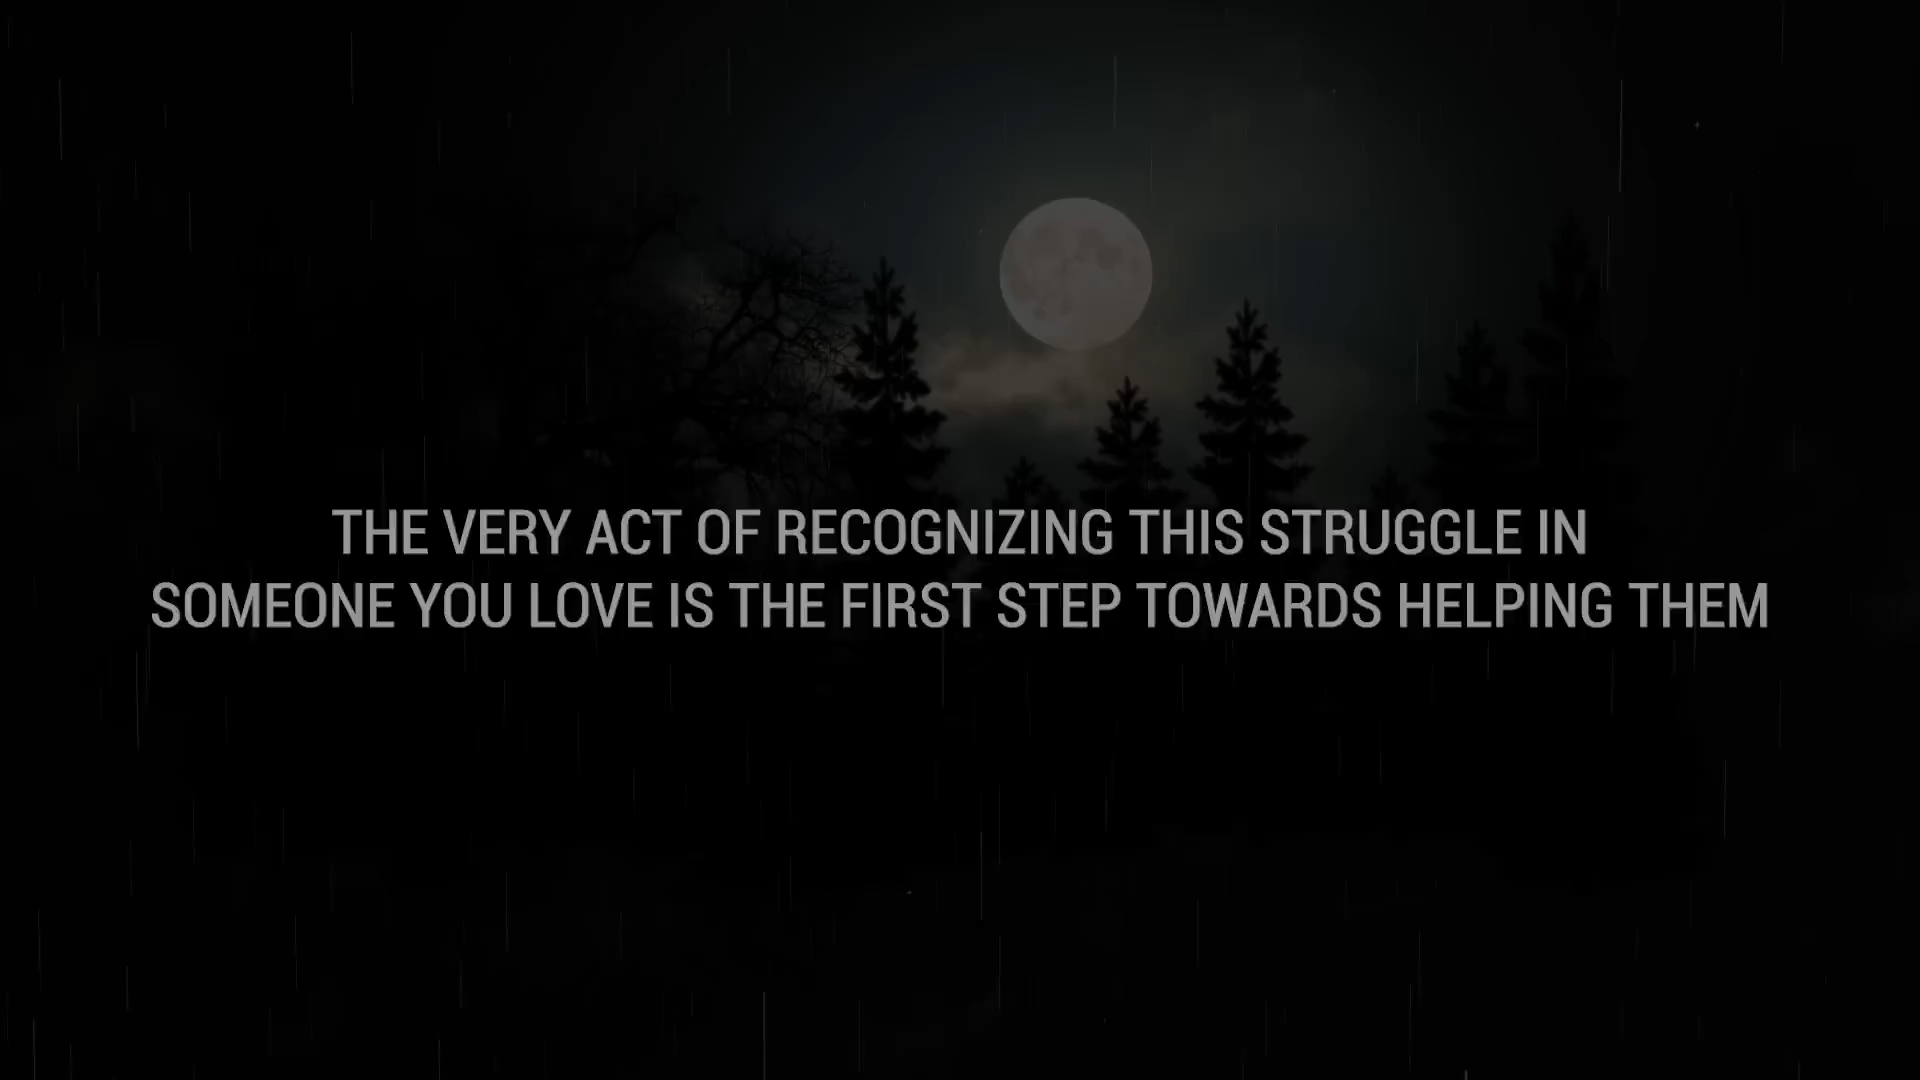 THE VERY ACT OF RECOGNIZING THIS STRUGGLE IN
SOMEONE YOU LOVE IS THE FIRST STEP TOWARDS HELPING THEM